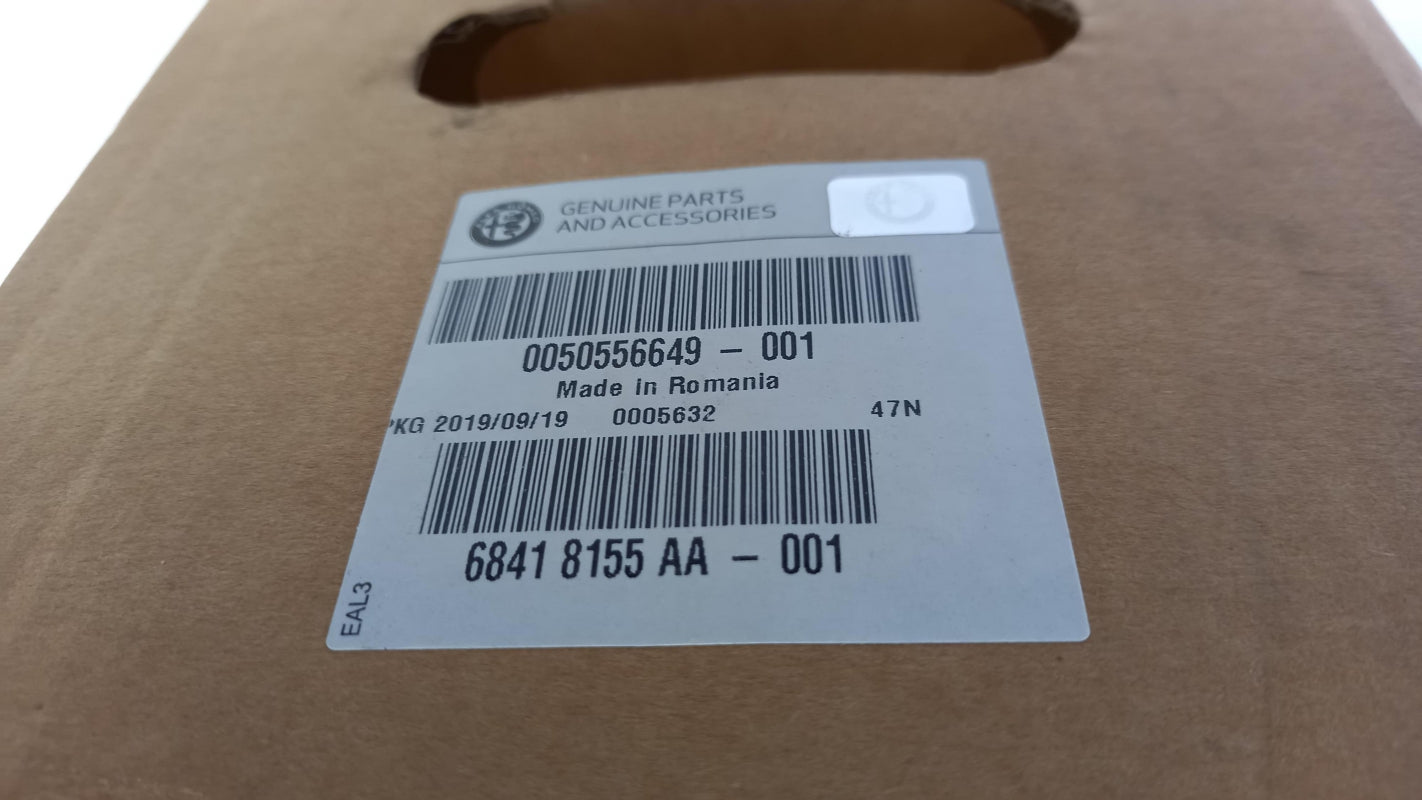 GENUINE PARTS
AND ACCESSORIES
0050556649 – 001
Made in Romania
PKG 2019/09/19 0005632 47N
6841 8155 AA – 001
EAL3